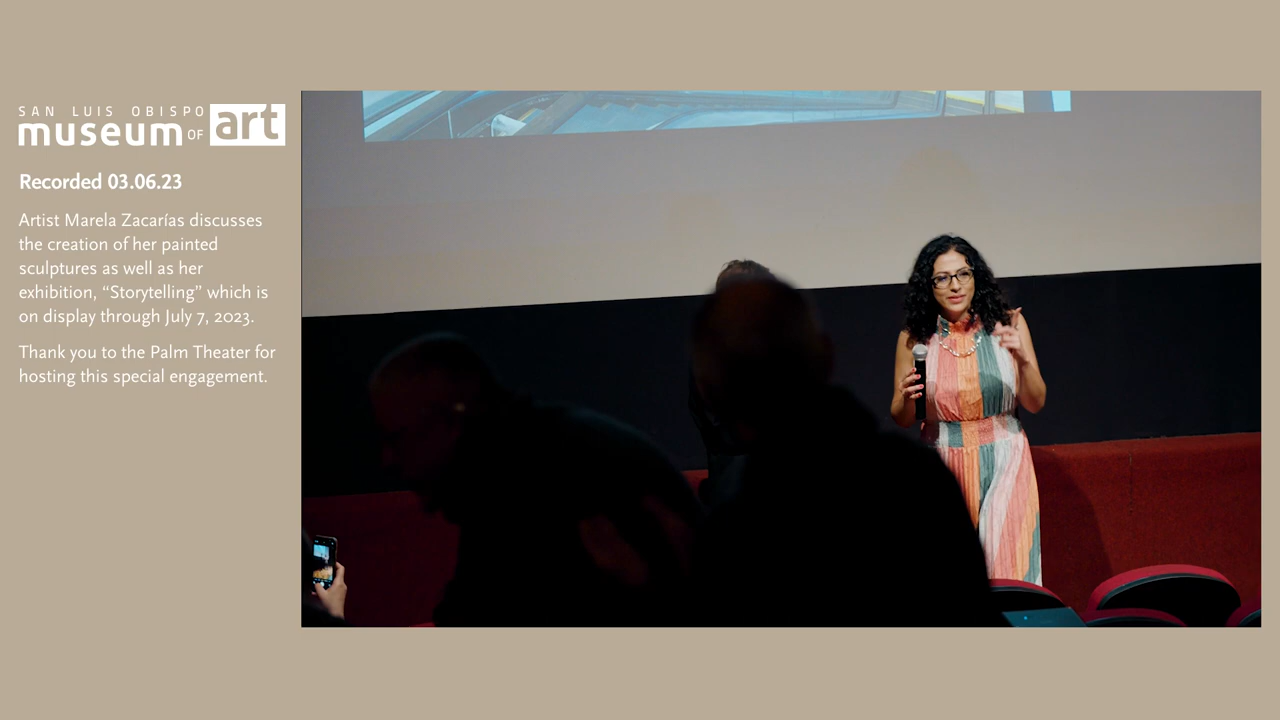 SAN LUIS OBISPO
museum OF art
Recorded 03.06.23
Artist Marela Zacarías discusses
the creation of her painted
sculptures as well as her
exhibition, “Storytelling” which is
on display through July 7, 2023.
Thank you to the Palm Theater for
hosting this special engagement.